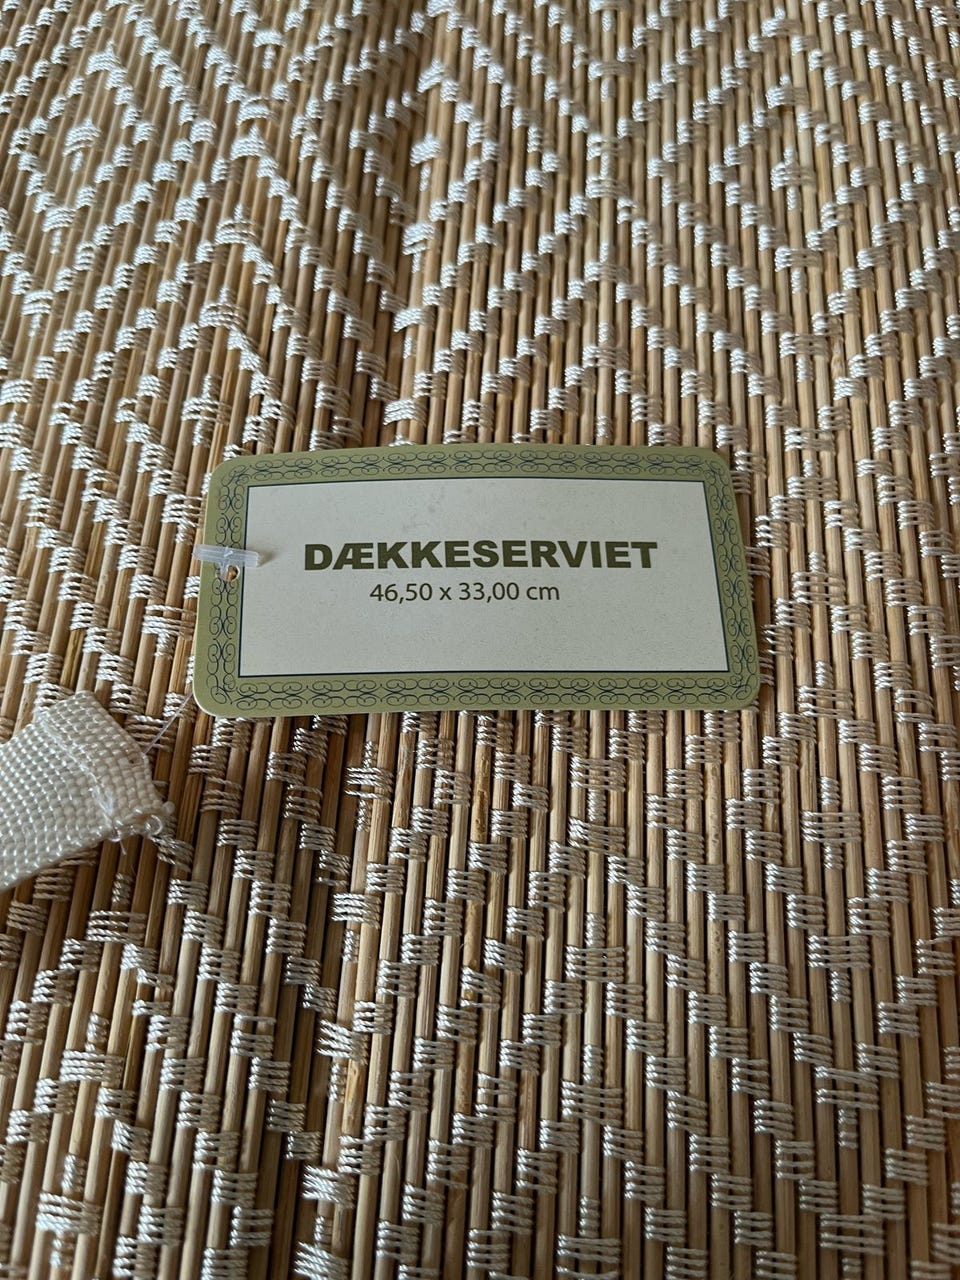 DÆKKESERVIET
46,50 x 33,00 cm